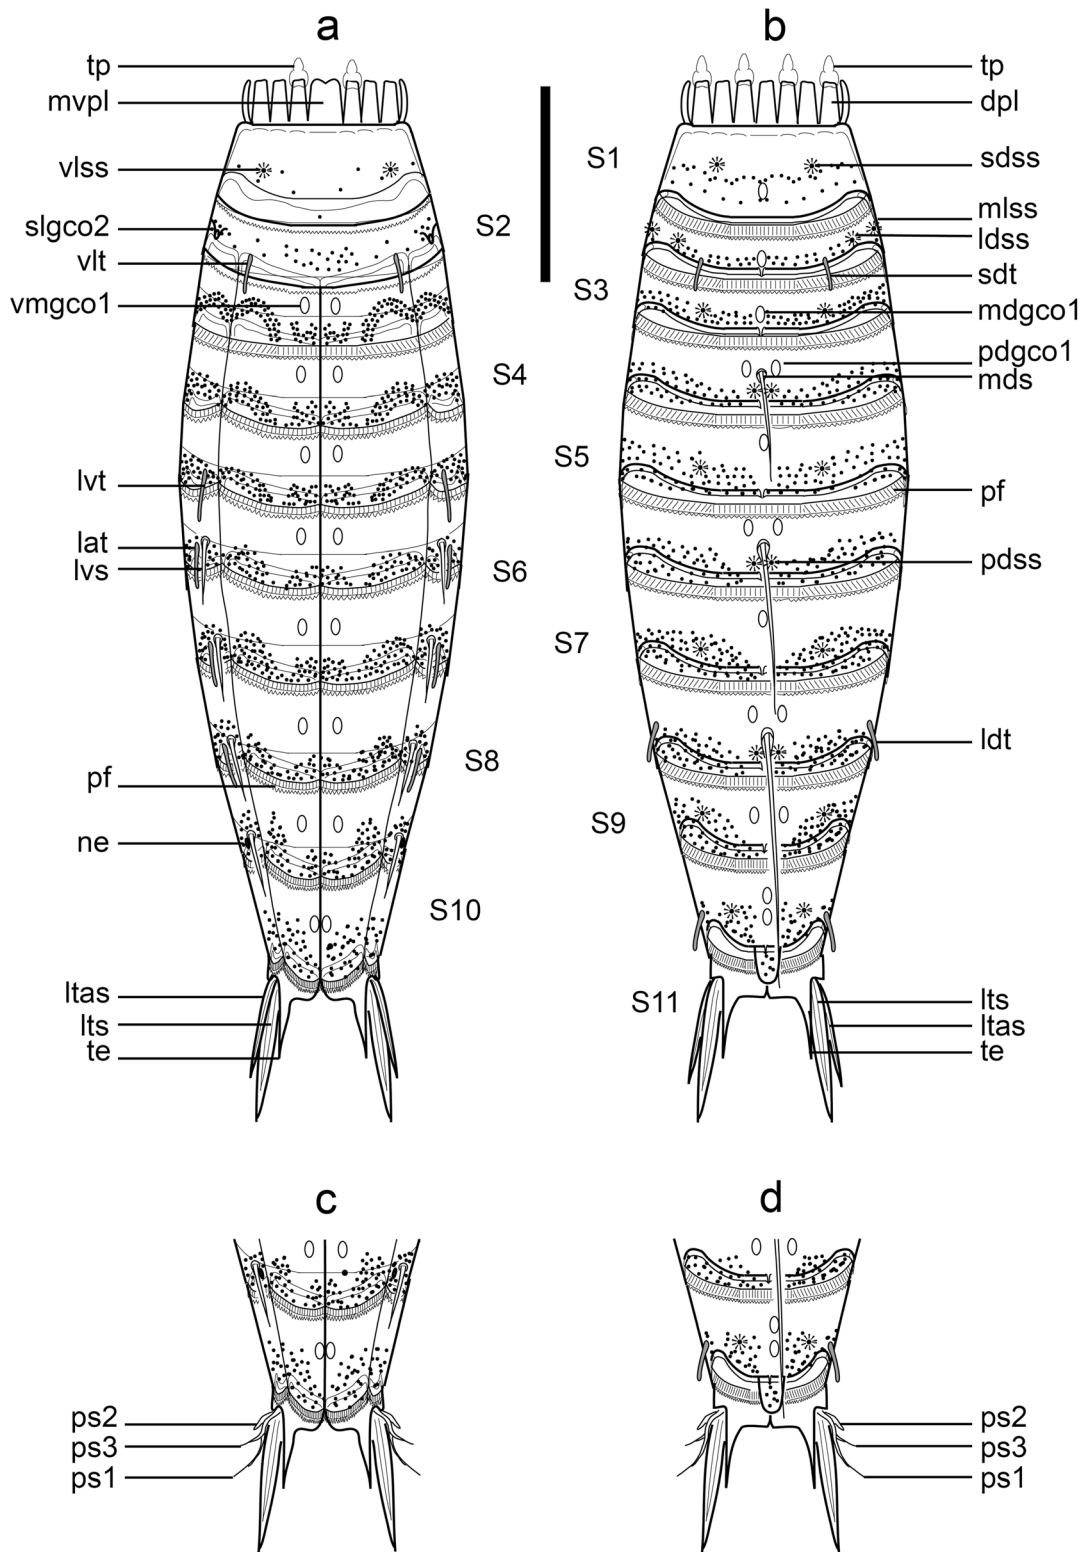 a
b
tp
mvpl
vlss
slgco2
vlt
vmgco1
lvt
lat
lvs
pf
ne
ltas
lts
te
S2
S4
S6
S8
S10
S1
S3
S5
S7
S9
S11
tp
dpl
sdss
mlss
ldss
sdt
mdgco1
pdgco1
mds
pf
pdss
ldt
lts
ltas
te
c
d
ps2
ps3
ps1
ps2
ps3
ps1